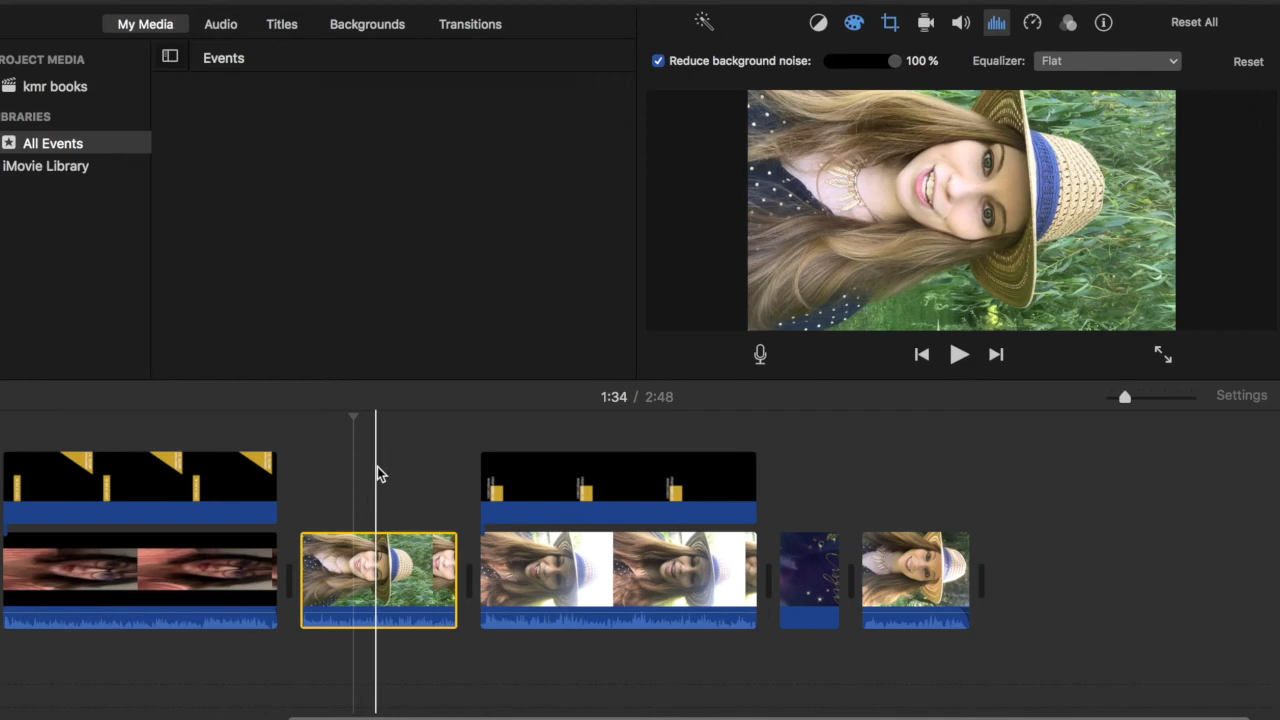 My Media Audio Titles Backgrounds Transitions
Reset All
ROJECT MEDIA
Events
Reduce background noise: 100 % Equalizer: Flat Reset
kmr books
BRARIES
All Events
iMovie Library
1:34 / 2:48
Settings